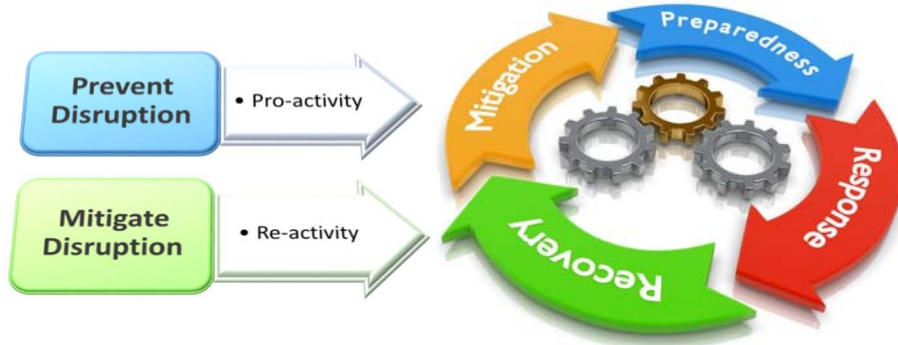 Prevent
Disruption
• Pro-activity
Mitigate
Disruption
• Re-activity
Mitigation
Preparedness
Response
Recovery